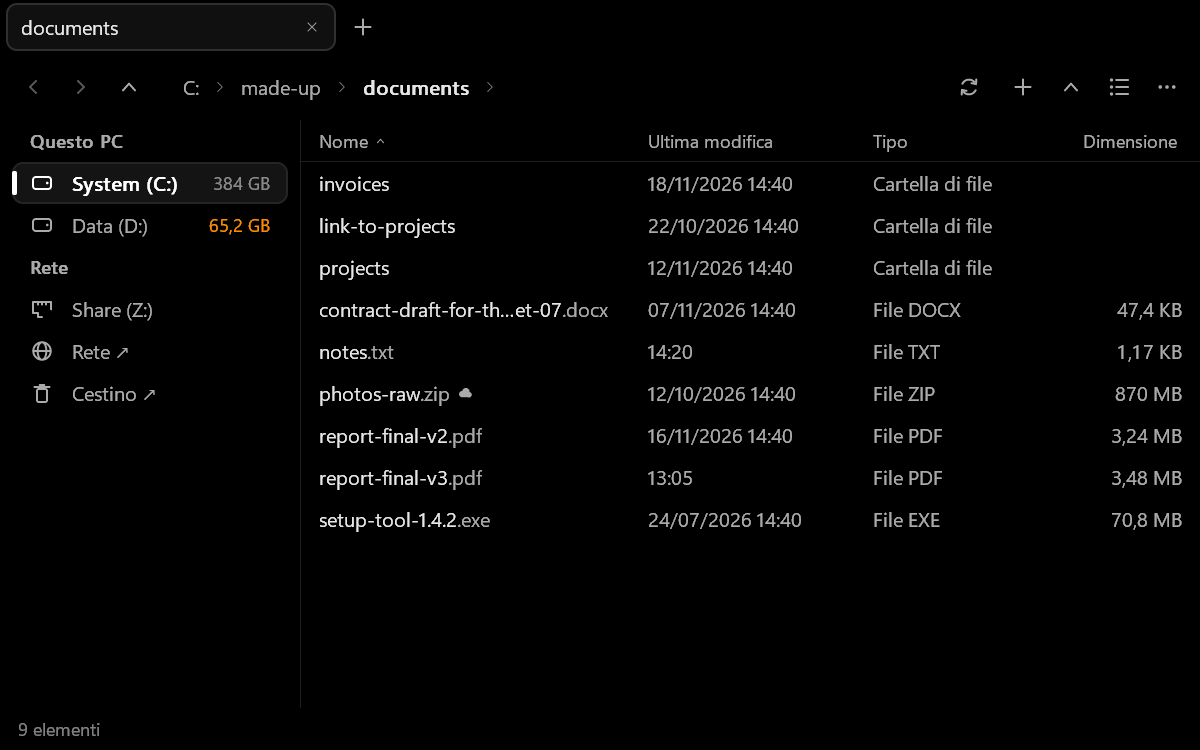 documents
C: made-up documents
Questo PC
System (C:) 384 GB
Data (D:) 65,2 GB
Rete
Share (Z:)
Rete ↗
Cestino ↗
Nome Ultima modifica Tipo Dimensione
invoices 18/11/2026 14:40 Cartella di file
link-to-projects 22/10/2026 14:40 Cartella di file
projects 12/11/2026 14:40 Cartella di file
contract-draft-for-th...et-07.docx 07/11/2026 14:40 File DOCX 47,4 KB
notes.txt 14:20 File TXT 1,17 KB
photos-raw.zip 12/10/2026 14:40 File ZIP 870 MB
report-final-v2.pdf 16/11/2026 14:40 File PDF 3,24 MB
report-final-v3.pdf 13:05 File PDF 3,48 MB
setup-tool-1.4.2.exe 24/07/2026 14:40 File EXE 70,8 MB
9 elementi